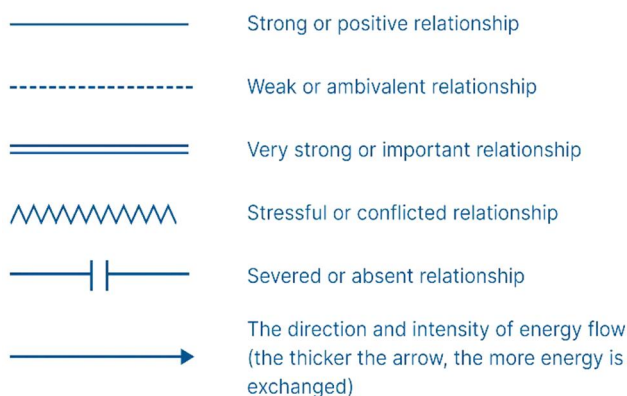 Strong or positive relationship
Weak or ambivalent relationship
Very strong or important relationship
Stressful or conflicted relationship
Severed or absent relationship
The direction and intensity of energy flow
(the thicker the arrow, the more energy is
exchanged)